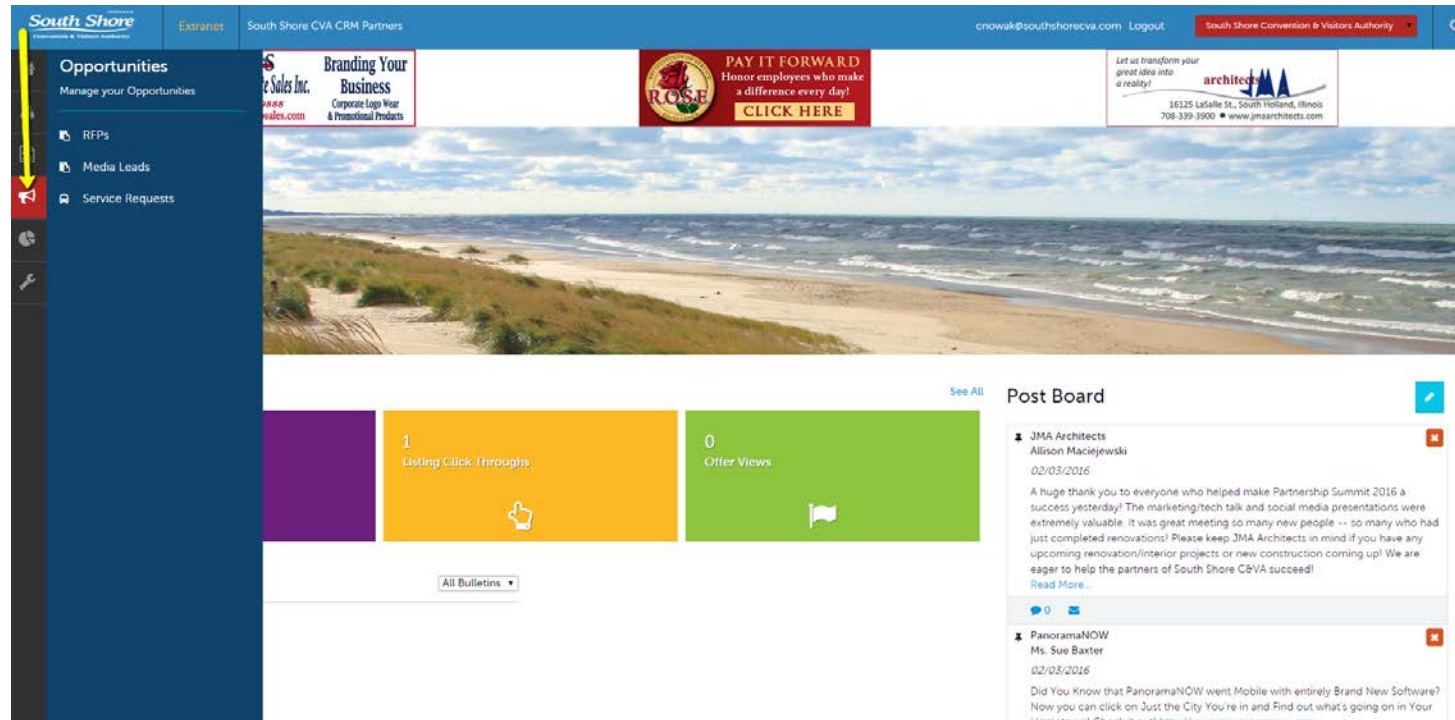 South Shore
Convention & Visitors Authority
Extranet
South Shore CVA CRM Partners
cnowak@southshorecva.com Logout
South Shore Convention & Visitors Authority
Opportunities
Manage your Opportunities
RFPs
Media Leads
Service Requests
Sales Inc.
Branding Your
Business
Corporate Logo Wear
& Promotional Products
ROSE
PAY IT FORWARD
Honor employees who make
a difference every day!
CLICK HERE
Let us transform your
great idea into
a reality!
architects
JMA
16125 LaSalle St., South Holland, Illinois
708-339-3900 • www.jmaarchitects.com
See All
1
Listing Click Throughs
0
Offer Views
All Bulletins
Post Board
JMA Architects
Allison Maciejewski
02/03/2016
A huge thank you to everyone who helped make Partnership Summit 2016 a
success yesterday! The marketing/tech talk and social media presentations were
extremely valuable. It was great meeting so many new people -- so many who had
just completed renovations! Please keep JMA Architects in mind if you have any
upcoming renovation/interior projects or new construction coming up! We are
eager to help the partners of South Shore C&VA succeed!
Read More...
0
PanoramaNOW
Ms. Sue Baxter
02/03/2016
Did You Know that PanoramaNOW went Mobile with entirely Brand New Software?
Now you can click on Just the City You're in and Find out what's going on in Your